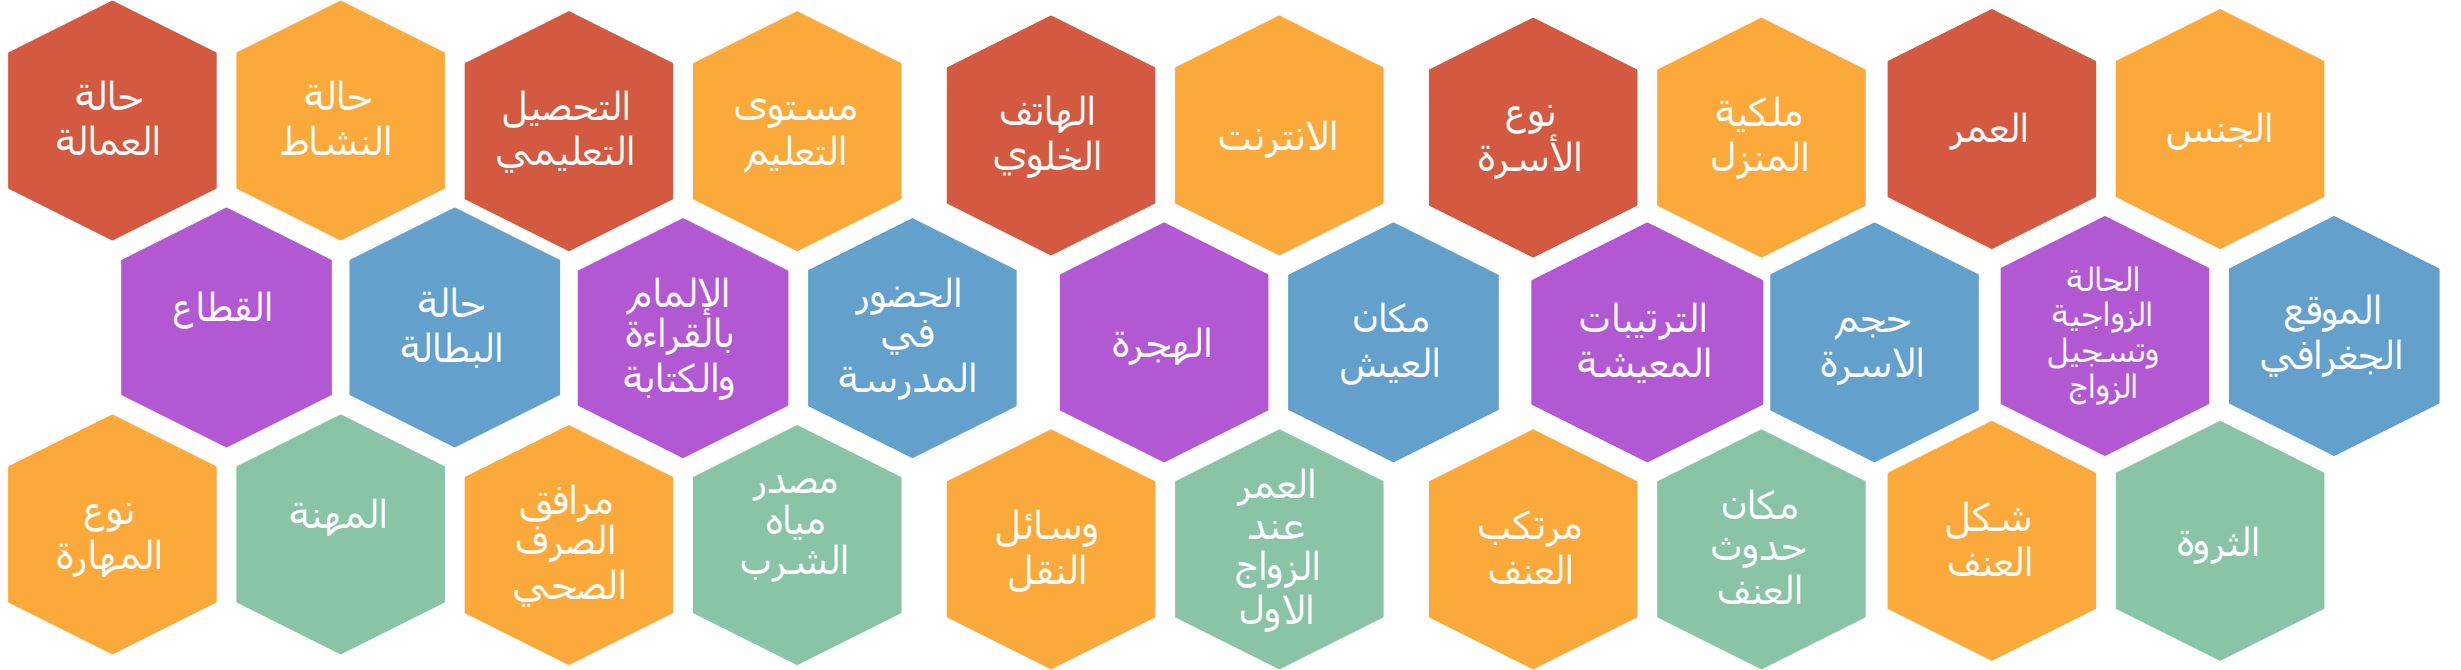 الجنس
العمر
ملكية
المنزل
نوع
الأسرة
الانترنت
الهاتف
الخلوي
مستوى
التعليم
التحصيل
التعليمي
حالة
النشاط
حالة
العمالة
الموقع
الجغرافي
الحالة
الزواجية
وتسجيل
الزواج
حجم
الاسرة
الترتيبات
المعيشة
مكان
العيش
الهجرة
الحضور
في
المدرسة
الإلمام
بالقراءة
والكتابة
حالة
البطالة
القطاع
الثروة
شكل
العنف
مكان
حدوث
العنف
مرتكب
العنف
العمر
عند
الزواج
الاول
وسائل
النقل
مصدر
مياه
الشرب
مرافق
الصرف
الصحي
المهنة
نوع
المهارة